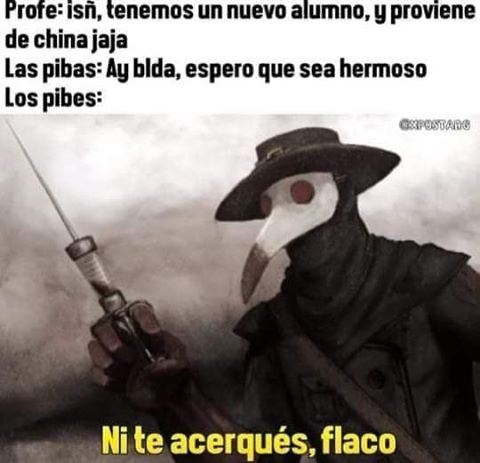 Profe: isñ, tenemos un nuevo alumno, y proviene
de china jaja
Las pibas: Ay blda, espero que sea hermoso
Los pibes:
@XPOSTARG
Ni te acerqués, flaco